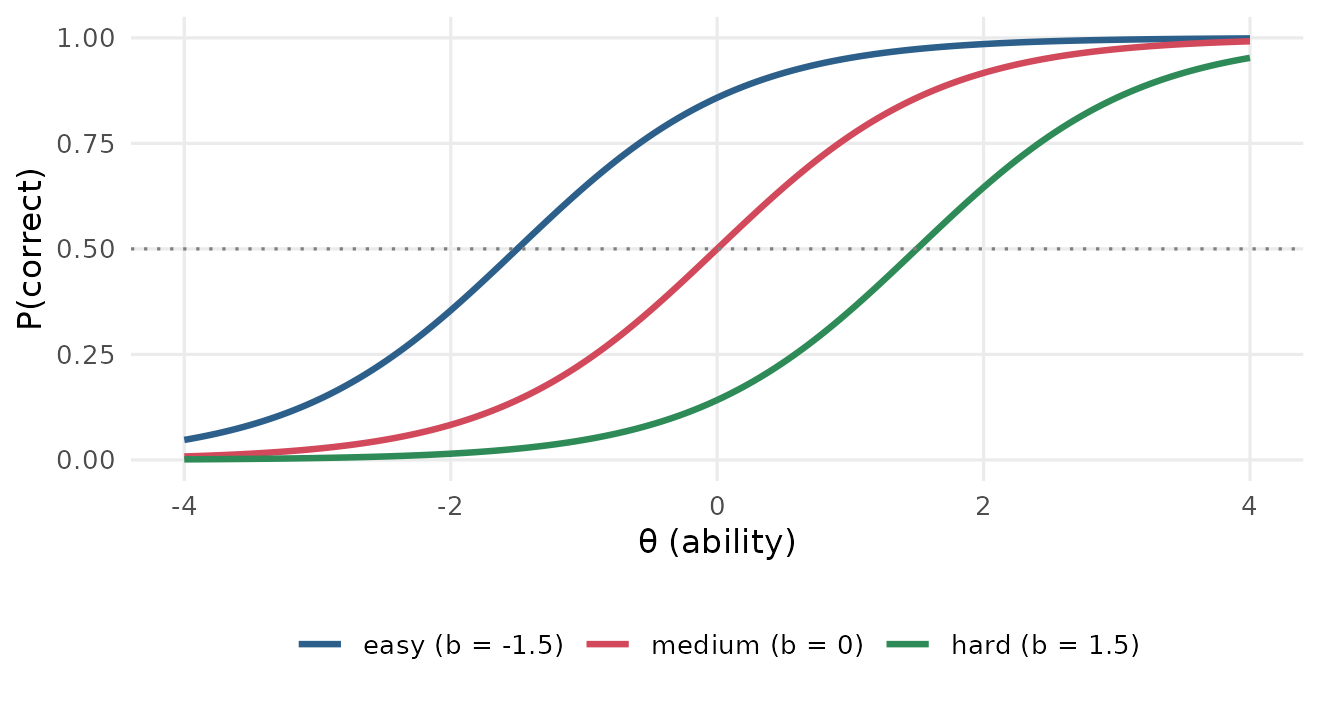 1.00
0.75
0.50
0.25
0.00
P(correct)
-4 -2 0 2 4
θ (ability)
easy (b = -1.5) medium (b = 0) hard (b = 1.5)